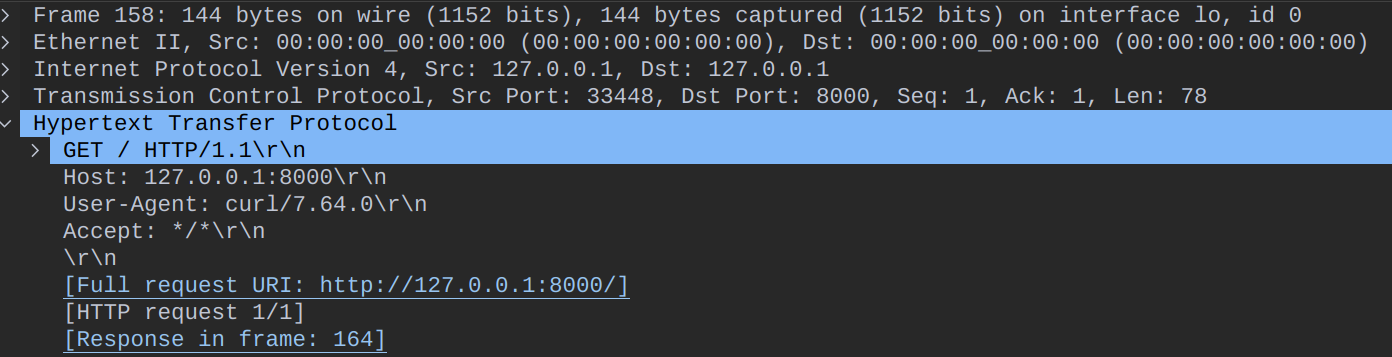 Frame 158: 144 bytes on wire (1152 bits), 144 bytes captured (1152 bits) on interface lo, id 0
Ethernet II, Src: 00:00:00_00:00:00 (00:00:00:00:00:00), Dst: 00:00:00_00:00:00 (00:00:00:00:00:00)
Internet Protocol Version 4, Src: 127.0.0.1, Dst: 127.0.0.1
Transmission Control Protocol, Src Port: 33448, Dst Port: 8000, Seq: 1, Ack: 1, Len: 78
Hypertext Transfer Protocol
GET / HTTP/1.1\r\n
Host: 127.0.0.1:8000\r\n
User-Agent: curl/7.64.0\r\n
Accept: */*\r\n
\r\n
[Full request URI: http://127.0.0.1:8000/]
[HTTP request 1/1]
[Response in frame: 164]